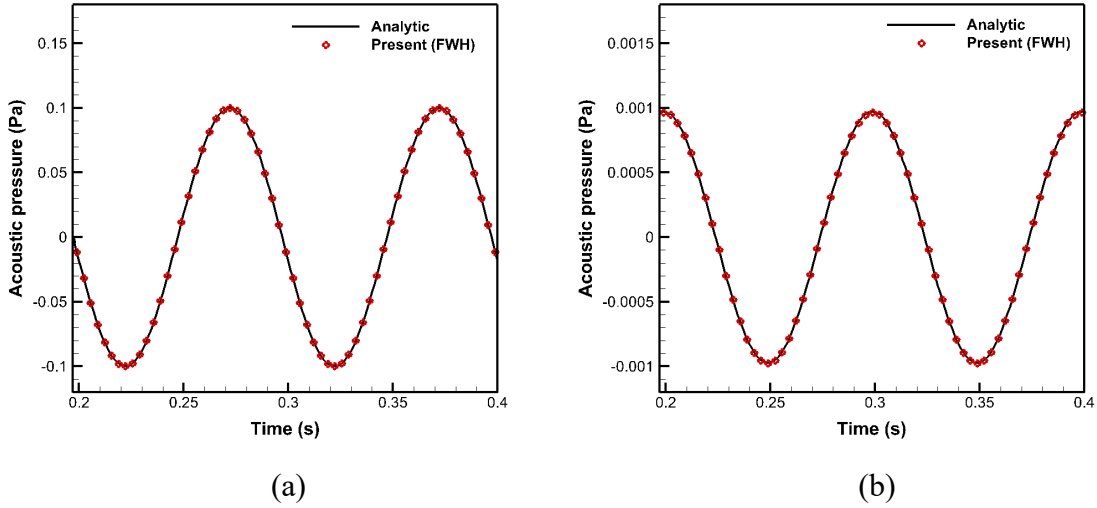 Analytic
Present (FWH)
0.15
0.1
0.05
0
-0.05
-0.1
Acoustic pressure (Pa)
0.2 0.25 0.3 0.35 0.4
Time (s)
(a)
Analytic
Present (FWH)
0.0015
0.001
0.0005
0
-0.0005
-0.001
Acoustic pressure (Pa)
0.2 0.25 0.3 0.35 0.4
Time (s)
(b)